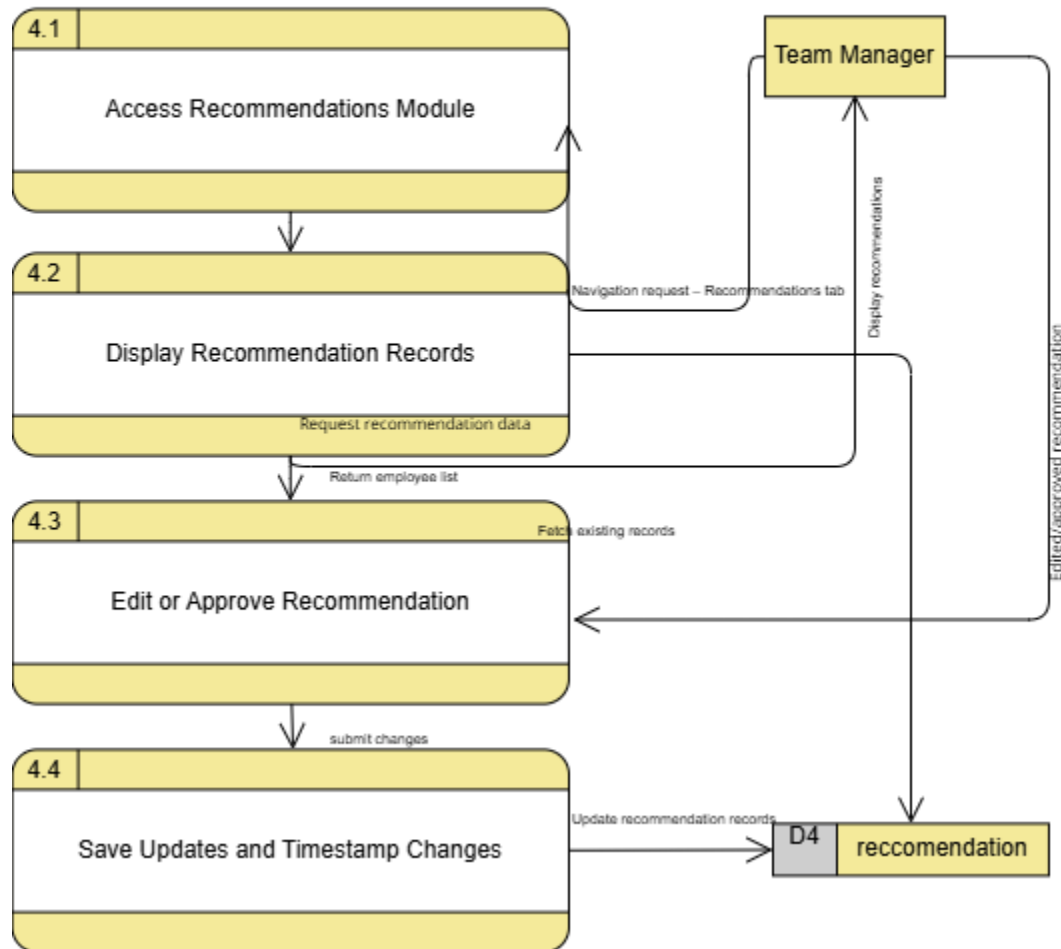 4.1
Access Recommendations Module
Team Manager
Display recommendations
4.2
Navigation request – Recommendations tab
Display Recommendation Records
Edited/approved recommendation
Request recommendation data
Return employee list
4.3
Fetch existing records
Edit or Approve Recommendation
submit changes
4.4
Update recommendation records
Save Updates and Timestamp Changes
D4
reccomendation